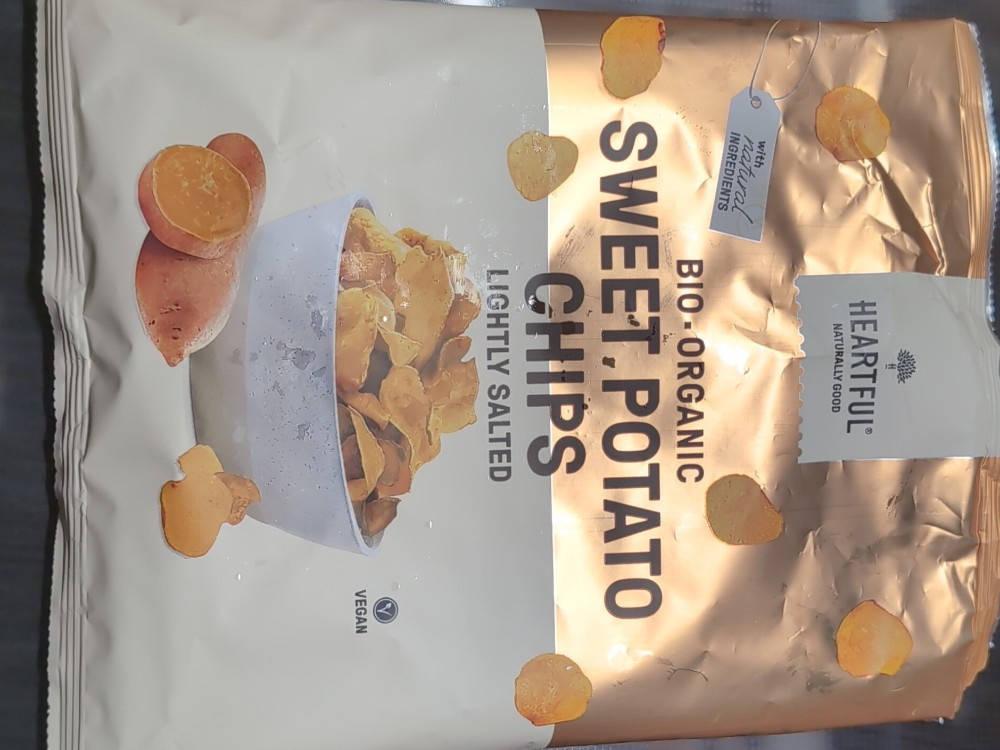 HEARTFUL®
NATURALLY GOOD
with
natural
INGREDIENTS
BIO-ORGANIC
SWEET POTATO
CHIPS
LIGHTLY SALTED
VEGAN